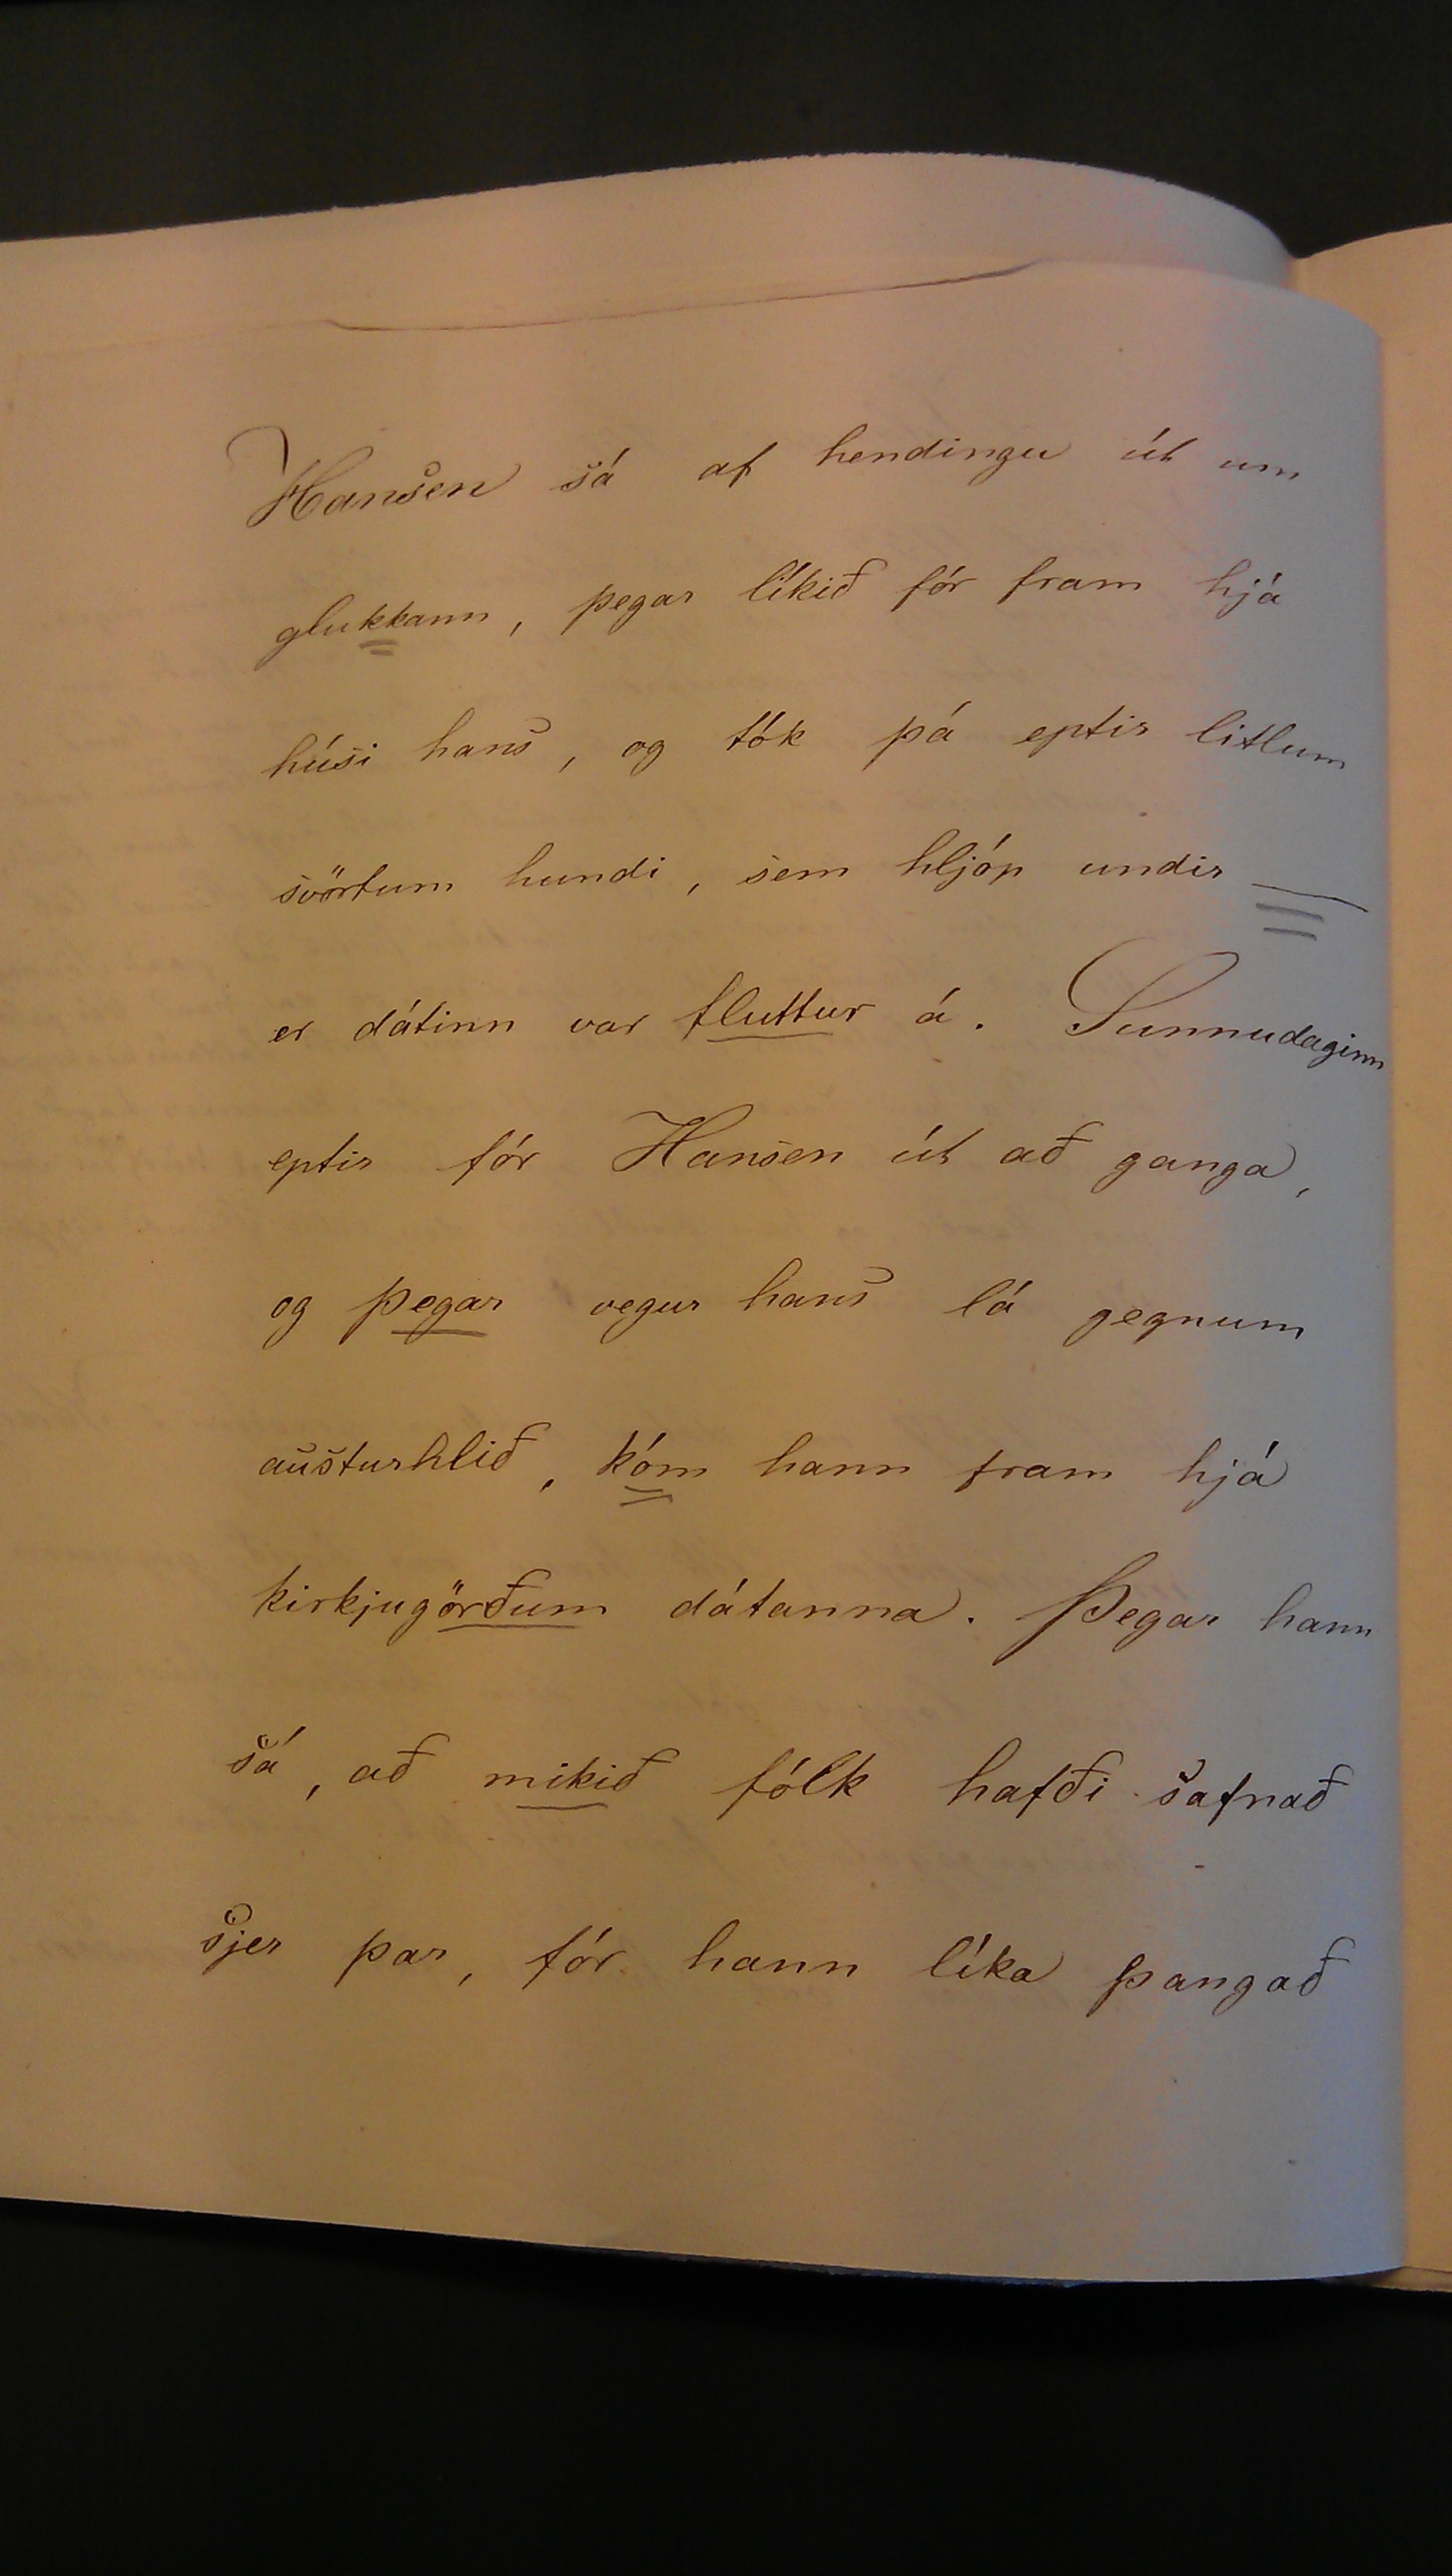 Hansen sá af hendingu út um
glukkann, þegar líkið fór fram hjá
húsi hans, og tók þá eptir litlum
svörtum hundi, sem hljóp undir —
er dátinn var fluttur á. Sunnudaginn
eptir fór Hansen út að ganga,
og þegar vegur hans lá gegnum
austurhlið, kóm hann fram hjá
kirkjugörðum dátanna. Þegar hann
sá, að mikið fólk hafði safnað
sjer þar, fór hann líka þangað